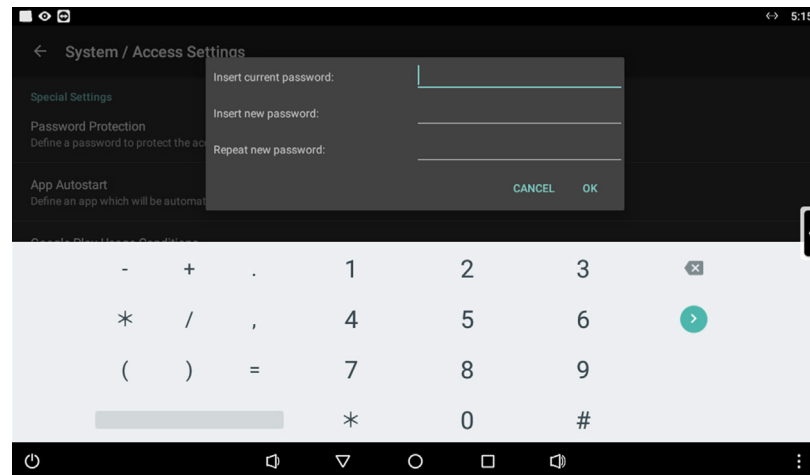 5:15
System / Access Settings
Special Settings
Password Protection
Define a password to protect the
App Autostart
Define an app which will be
Insert current password:
Insert new password:
Repeat new password:
CANCEL OK
- + . 1 2 3
* / , 4 5 6
( ) = 7 8 9
* 0 #